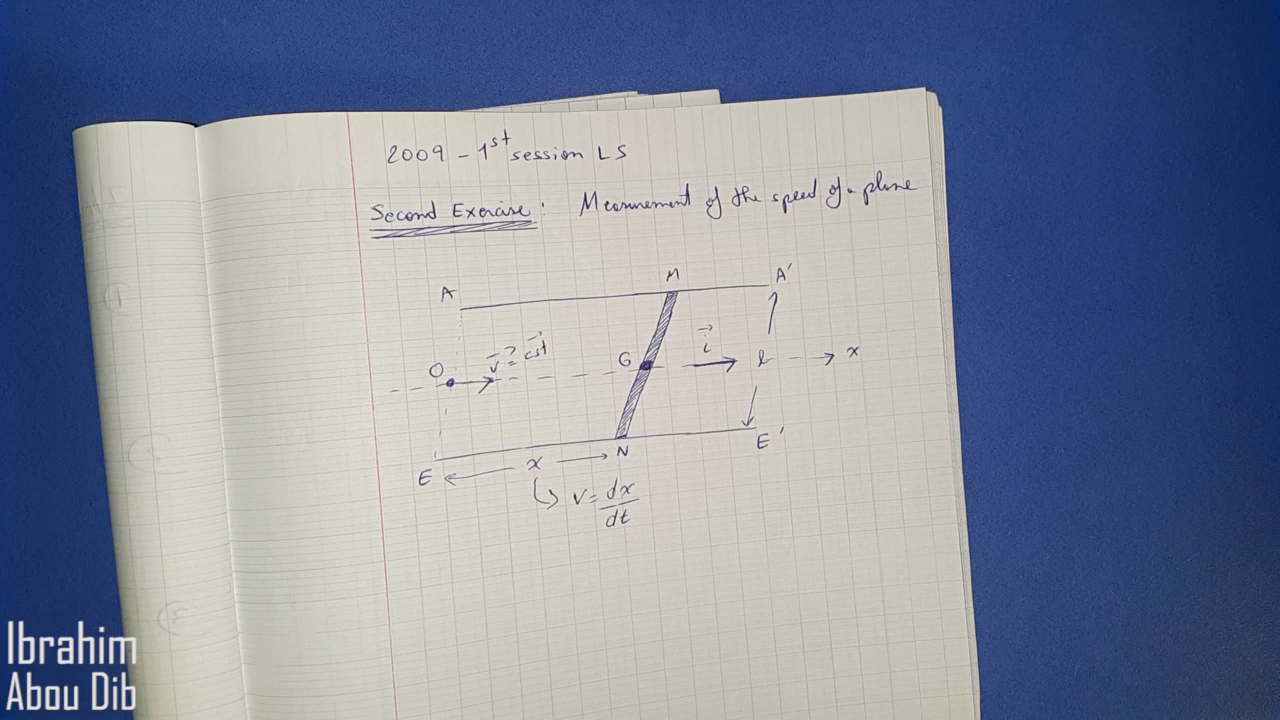 2009 - 1st session LS
Second Exercise : Measurement of the speed of a plane
A M A'
O v = cst G i l x
E x N E'
v = dx/dt
Ibrahim
Abou Dib